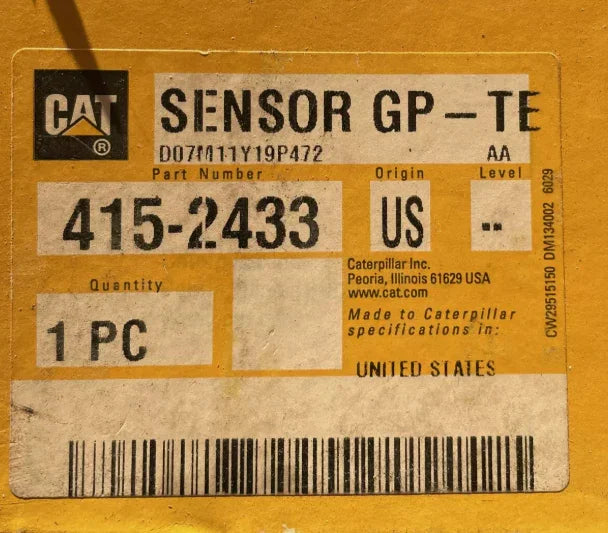 CAT®
SENSOR GP-TE
D07M11Y19P472 AA
Part Number Origin Level
415-2433 US --
Quantity
1 PC
Caterpillar Inc.
Peoria, Illinois 61629 USA
www.cat.com
Made to Caterpillar
specifications in:
UNITED STATES
CW29515150 DM134002 6029